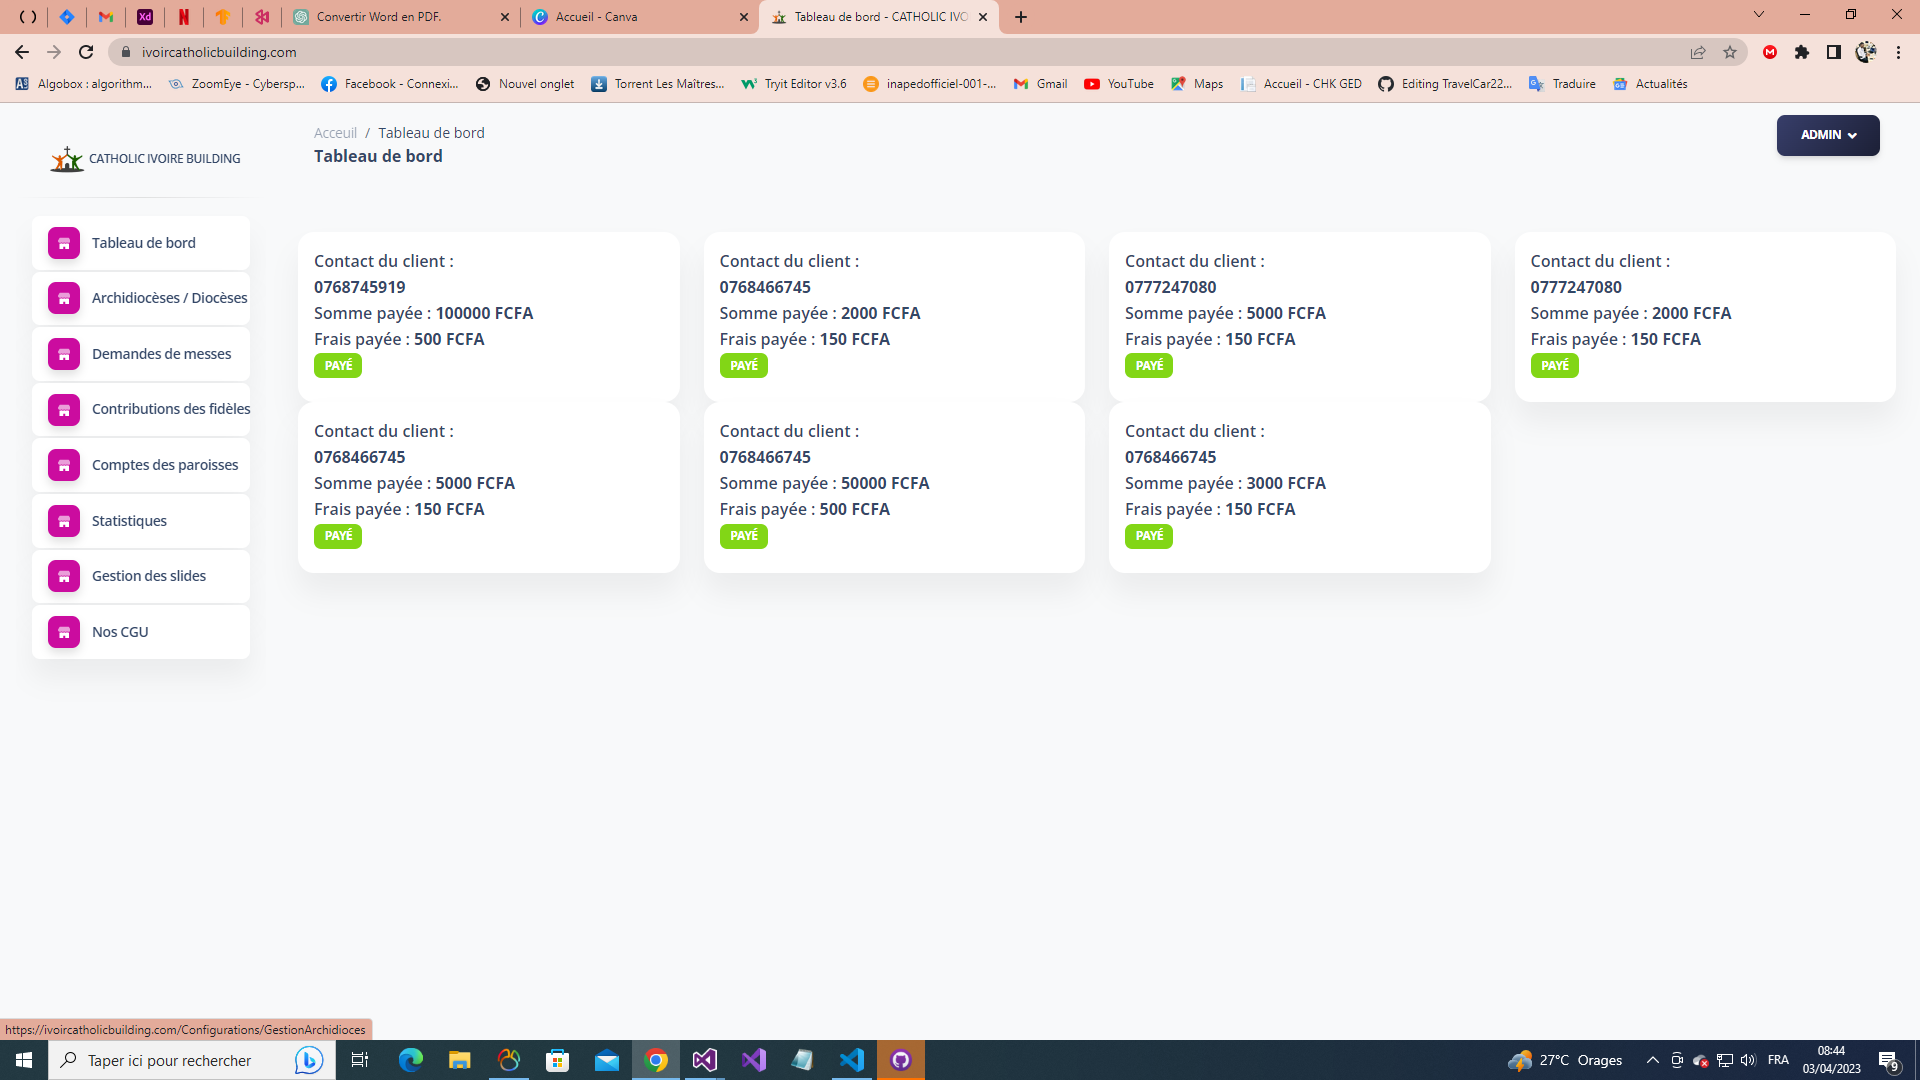 Convertir Word en PDF.
Accueil - Canva
Tableau de bord - CATHOLIC IVO
ivoircatholicbuilding.com
Algobox : algorithm...
ZoomEye - Cybersp...
Facebook - Connexi...
Nouvel onglet
Torrent Les Maîtres...
Tryit Editor v3.6
inapedofficiel-001-...
Gmail
YouTube
Maps
Accueil - CHK GED
Editing TravelCar22...
Traduire
Actualités
CATHOLIC IVOIRE BUILDING
Acceuil / Tableau de bord
Tableau de bord
ADMIN
Tableau de bord
Archidiocèses / Diocèses
Demandes de messes
Contributions des fidèles
Comptes des paroisses
Statistiques
Gestion des slides
Nos CGU
Contact du client :
0768745919
Somme payée : 100000 FCFA
Frais payée : 500 FCFA
PAYÉ
Contact du client :
0768466745
Somme payée : 2000 FCFA
Frais payée : 150 FCFA
PAYÉ
Contact du client :
0777247080
Somme payée : 5000 FCFA
Frais payée : 150 FCFA
PAYÉ
Contact du client :
0777247080
Somme payée : 2000 FCFA
Frais payée : 150 FCFA
PAYÉ
Contact du client :
0768466745
Somme payée : 5000 FCFA
Frais payée : 150 FCFA
PAYÉ
Contact du client :
0768466745
Somme payée : 50000 FCFA
Frais payée : 500 FCFA
PAYÉ
Contact du client :
0768466745
Somme payée : 3000 FCFA
Frais payée : 150 FCFA
PAYÉ
https://ivoircatholicbuilding.com/Configurations/GestionArchidioces
Taper ici pour rechercher
27°C Orages
FRA
08:44
03/04/2023
9